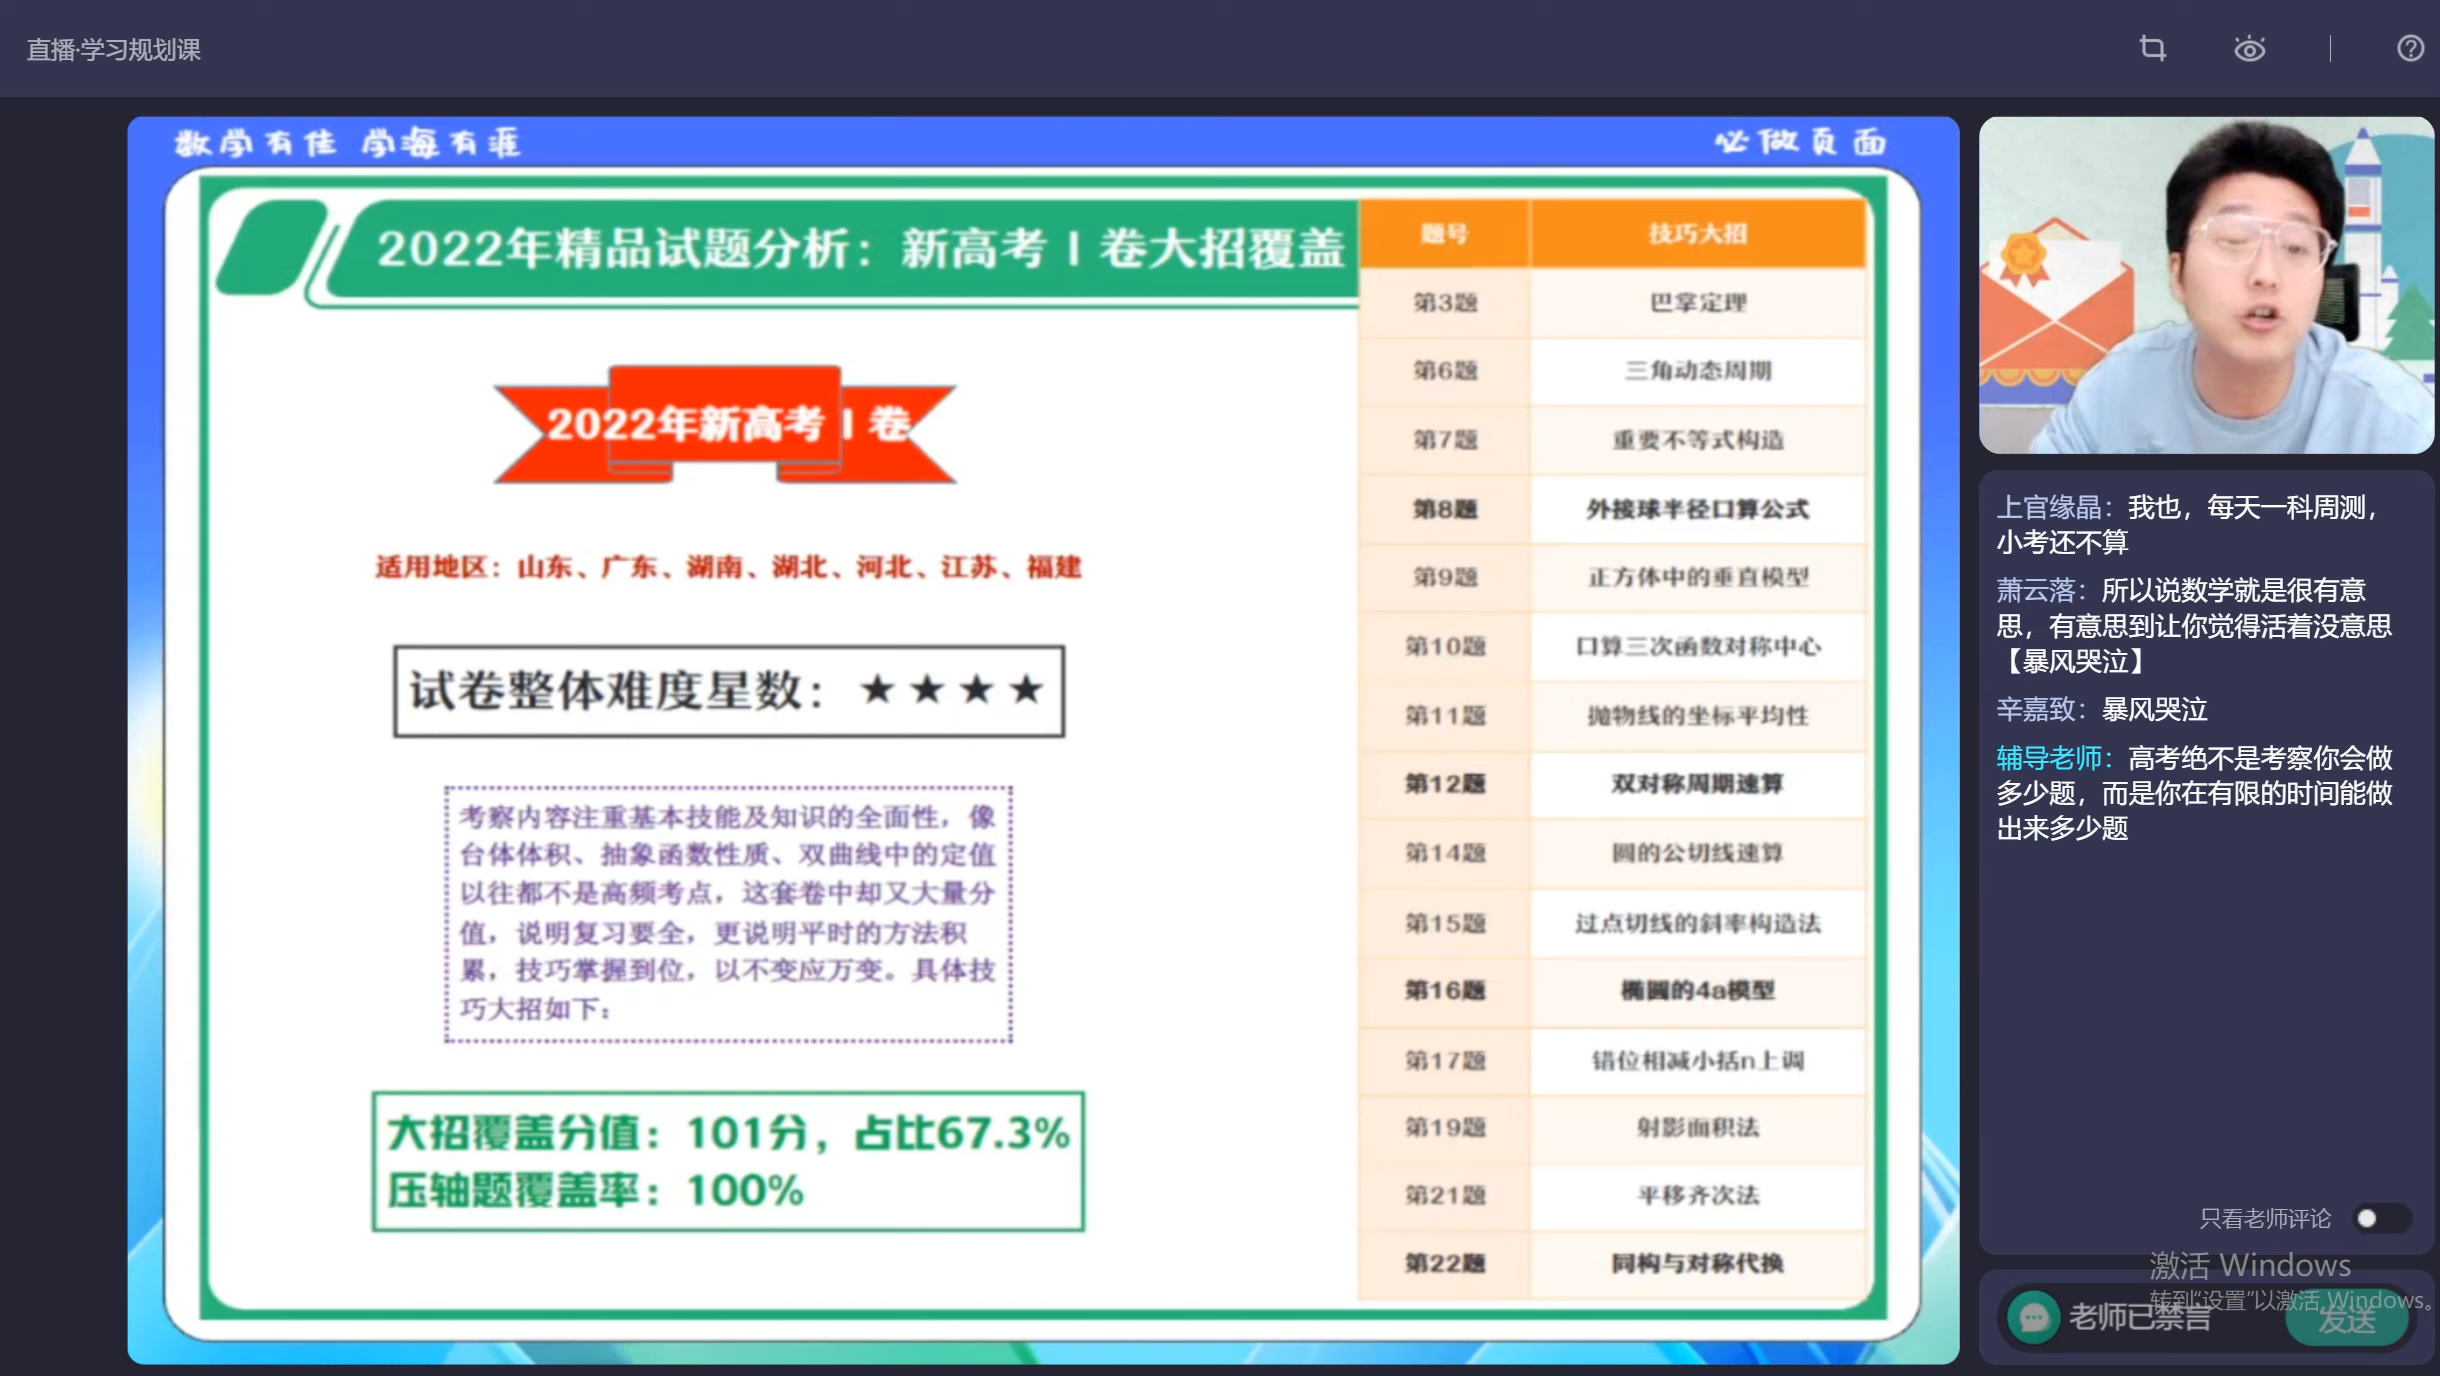 直播·学习规划课
数学有佳 学海有涯
必做页面
2022年精品试题分析：新高考Ⅰ卷大招覆盖
2022年新高考Ⅰ卷
适用地区：山东、广东、湖南、湖北、河北、江苏、福建
试卷整体难度星数：★★★★
考察内容注重基本技能及知识的全面性，像
台体体积、抽象函数性质、双曲线中的定值
以往都不是高频考点，这套卷中却又大量分
值，说明复习要全，更说明平时的方法积
累，技巧掌握到位，以不变应万变。具体技
巧大招如下：
大招覆盖分值：101分，占比67.3%
压轴题覆盖率：100%
题号 技巧大招
第3题 巴掌定理
第6题 三角动态周期
第7题 重要不等式构造
第8题 外接球半径口算公式
第9题 正方体中的垂直模型
第10题 口算三次函数对称中心
第11题 抛物线的坐标平均性
第12题 双对称周期速算
第14题 圆的公切线速算
第15题 过点切线的斜率构造法
第16题 椭圆的4a模型
第17题 错位相减小括n上调
第19题 射影面积法
第21题 平移齐次法
第22题 同构与对称代换
上官缘晶：我也，每天一科周测，
小考还不算
萧云落：所以说数学就是很有意
思，有意思到让你觉得活着没意思
【暴风哭泣】
辛嘉致：暴风哭泣
辅导老师：高考绝不是考察你会做
多少题，而是你在有限的时间能做
出来多少题
只看老师评论
激活 Windows
转到“设置”以激活 Windows。
老师已禁言
发送